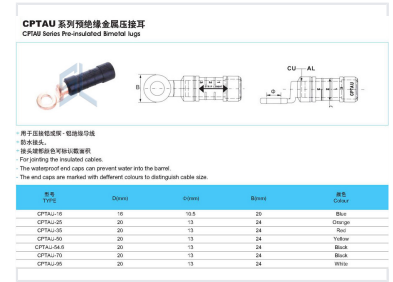 CPTAU 系列预绝缘金属压接耳
CPTAU Series Pre-insulated Bimetal lugs
B
CU AL
Φ
CPTAU
用于压接铝或铜 - 铝绝缘导线
防水接头。
接头端部颜色可标识截面积
- For jointing the insulated cables.
- The waterproof end caps can prevent water into the barrel.
- The end caps are marked with defferent colours to distinguish cable size.
型号 TYPE D(mm) Φ(mm) B(mm) 颜色 Colour
CPTAU-16 16 10.5 20 Blue
CPTAU-25 20 13 24 Orange
CPTAU-35 20 13 24 Red
CPTAU-50 20 13 24 Yellow
CPTAU-54.6 20 13 24 Black
CPTAU-70 20 13 24 Black
CPTAU-95 20 13 24 White